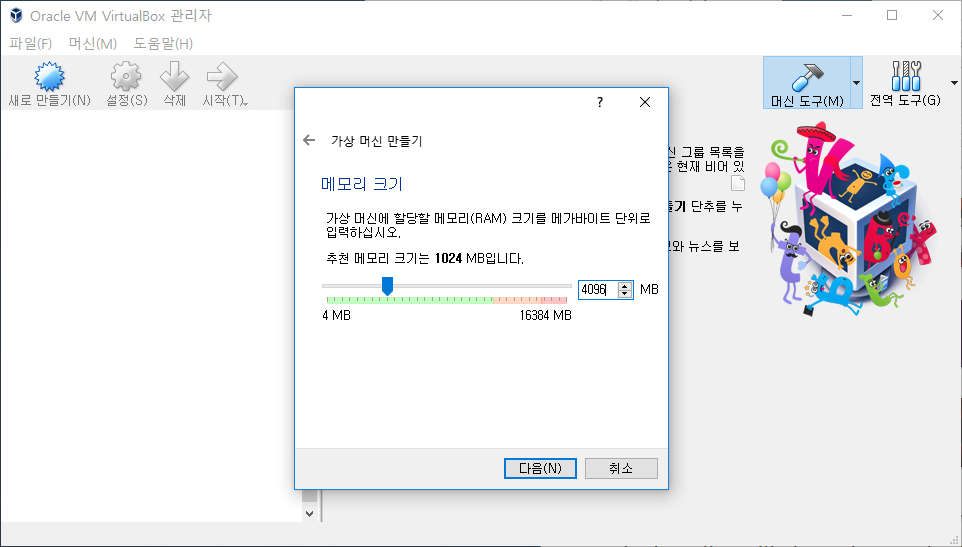 Oracle VM VirtualBox 관리자
파일(F) 머신(M) 도움말(H)
새로 만들기(N) 설정(S) 삭제 시작(T) 머신 도구(M) 전역 도구(G)
?
가상 머신 만들기
메모리 크기
가상 머신에 할당할 메모리(RAM) 크기를 메가바이트 단위로
입력하십시오.
추천 메모리 크기는 1024 MB입니다.
4096 MB
4 MB 16384 MB
다음(N) 취소
그룹 목록을
현재 비어 있
단추를 누
뉴스를 보